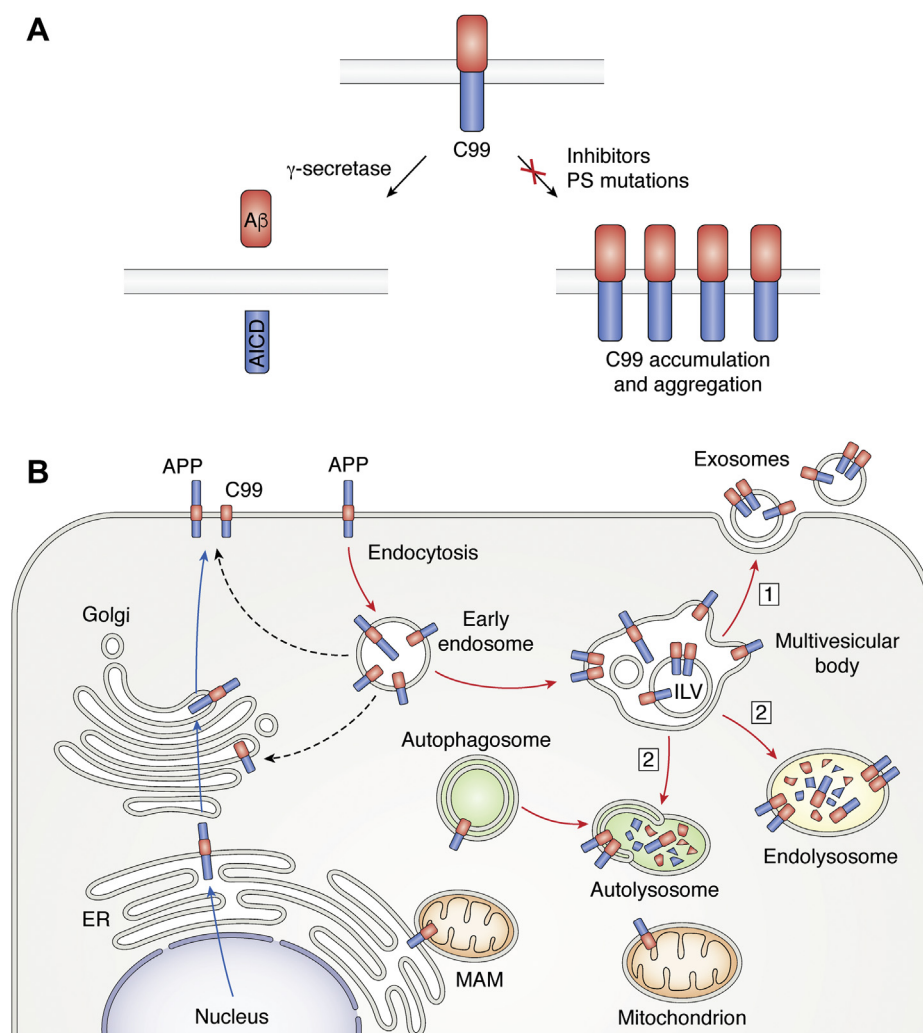 A
C99
γ-secretase
Inhibitors
PS mutations
Aβ
AICD
C99 accumulation
and aggregation
B
APP
C99
APP
Exosomes
Endocytosis
1
Golgi
Early
endosome
Multivesicular
body
ILV
2
Autophagosome
2
Endolysosome
Autolysosome
ER
MAM
Nucleus
Mitochondrion